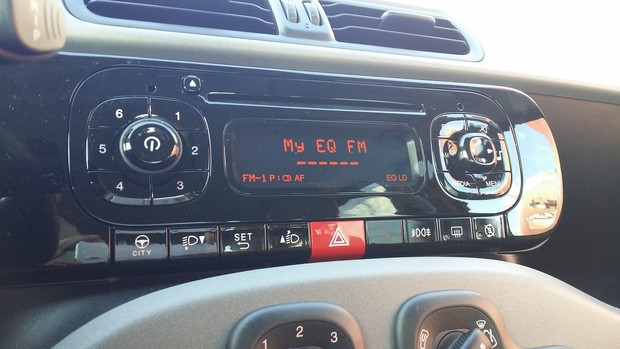 6 1
5 2
4 3
My EQ FM
------
FM-1 P:CD AF EQ LD
MENU
CITY
SET
1 2 3